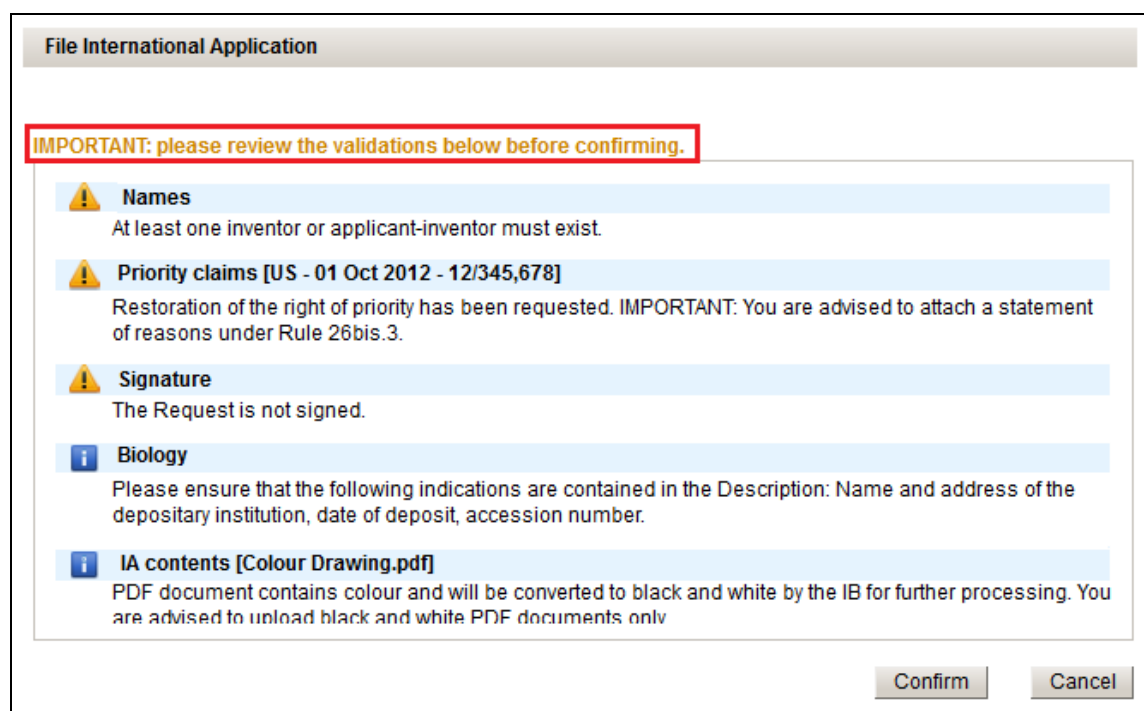 File International Application
IMPORTANT: please review the validations below before confirming.
Names
At least one inventor or applicant-inventor must exist.
Priority claims [US - 01 Oct 2012 - 12/345,678]
Restoration of the right of priority has been requested. IMPORTANT: You are advised to attach a statement
of reasons under Rule 26bis.3.
Signature
The Request is not signed.
Biology
Please ensure that the following indications are contained in the Description: Name and address of the
depositary institution, date of deposit, accession number.
IA contents [Colour Drawing.pdf]
PDF document contains colour and will be converted to black and white by the IB for further processing. You
are advised to upload black and white PDF documents only
Confirm Cancel